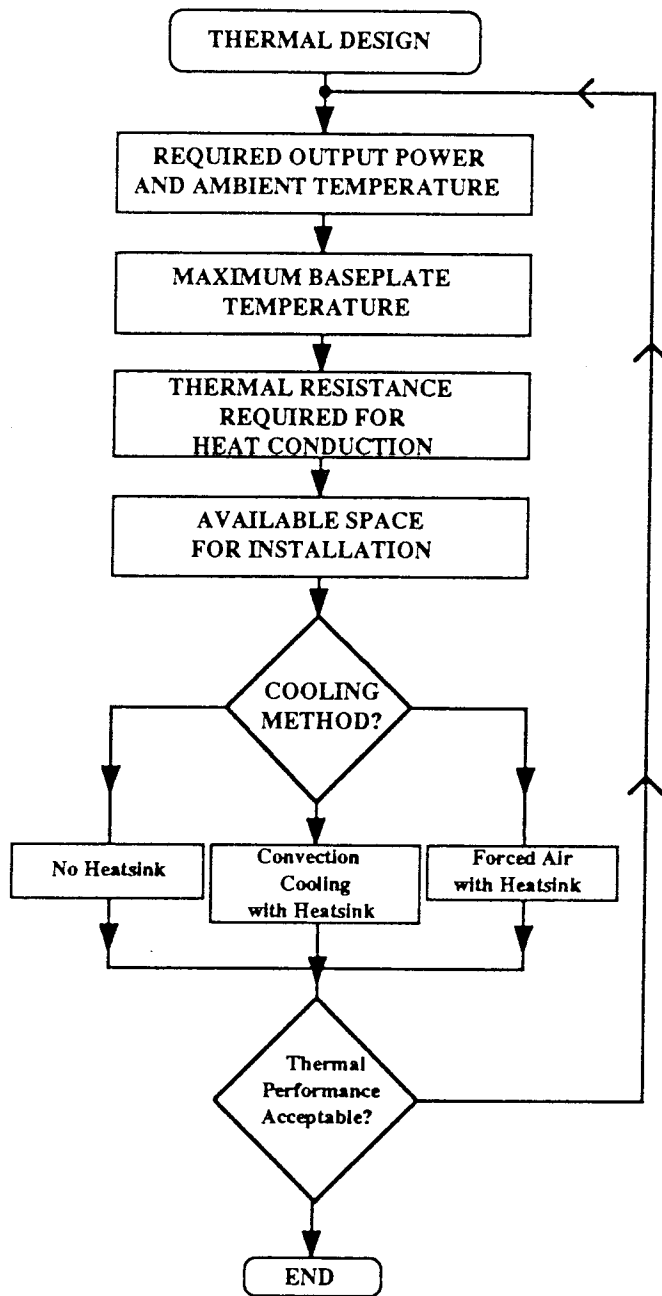 THERMAL DESIGN
REQUIRED OUTPUT POWER
AND AMBIENT TEMPERATURE
MAXIMUM BASEPLATE
TEMPERATURE
THERMAL RESISTANCE
REQUIRED FOR
HEAT CONDUCTION
AVAILABLE SPACE
FOR INSTALLATION
COOLING
METHOD?
No Heatsink
Convection
Cooling
with Heatsink
Forced Air
with Heatsink
Thermal
Performance
Acceptable?
END